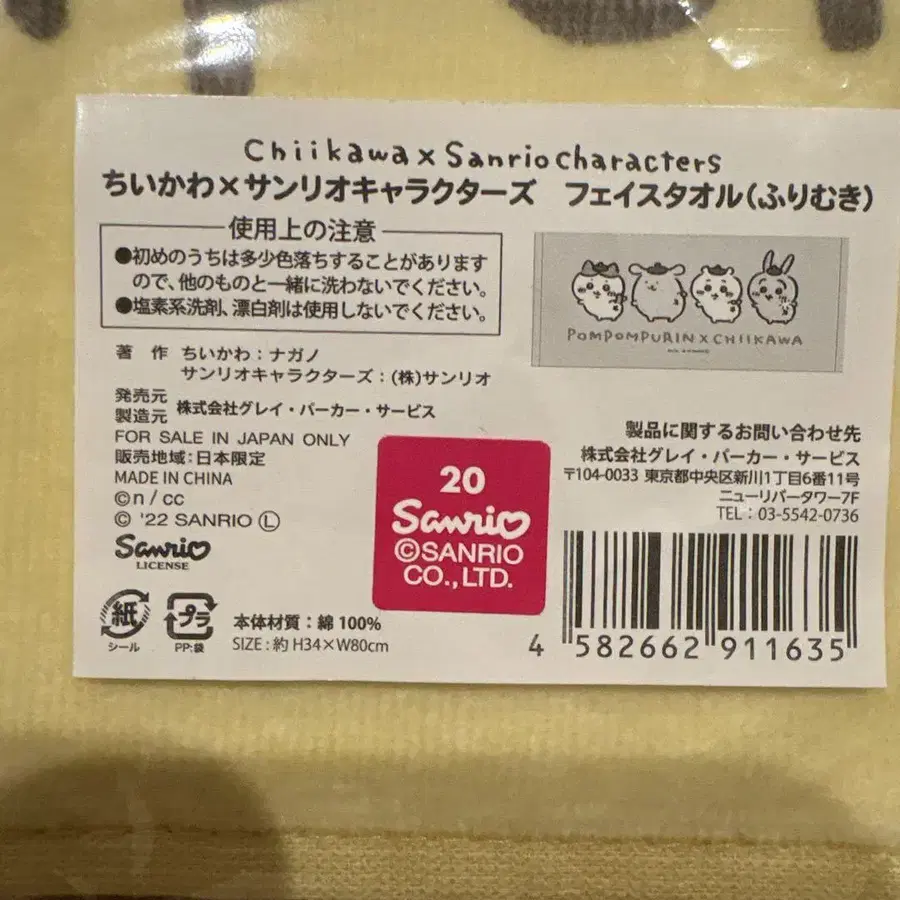 Chiikawa x Sanrio characters
ちいかわ×サンリオキャラクターズ　フェイスタオル(ふりむき)
使用上の注意
●初めのうちは多少色落ちすることがあります
ので、他のものと一緒に洗わないでください。
●塩素系洗剤、漂白剤は使用しないでください。
POMPOMPURIN X CHIIKAWA
著　作　ちいかわ：ナガノ
サンリオキャラクターズ：(株)サンリオ
発売元
製造元　株式会社グレイ・パーカー・サービス
FOR SALE IN JAPAN ONLY
販売地域：日本限定
MADE IN CHINA
©n / cc
© '22 SANRIO Ⓛ
Sanrio
LICENSE
紙
シール
プラ
PP:袋
本体材質：綿 100%
SIZE：約 H34×W80cm
20
Sanrio
©SANRIO
CO.,LTD.
製品に関するお問い合わせ先
株式会社グレイ・パーカー・サービス
〒104-0033 東京都中央区新川1丁目6番11号
ニューリバータワー7F
TEL：03-5542-0736
4 582662 911635